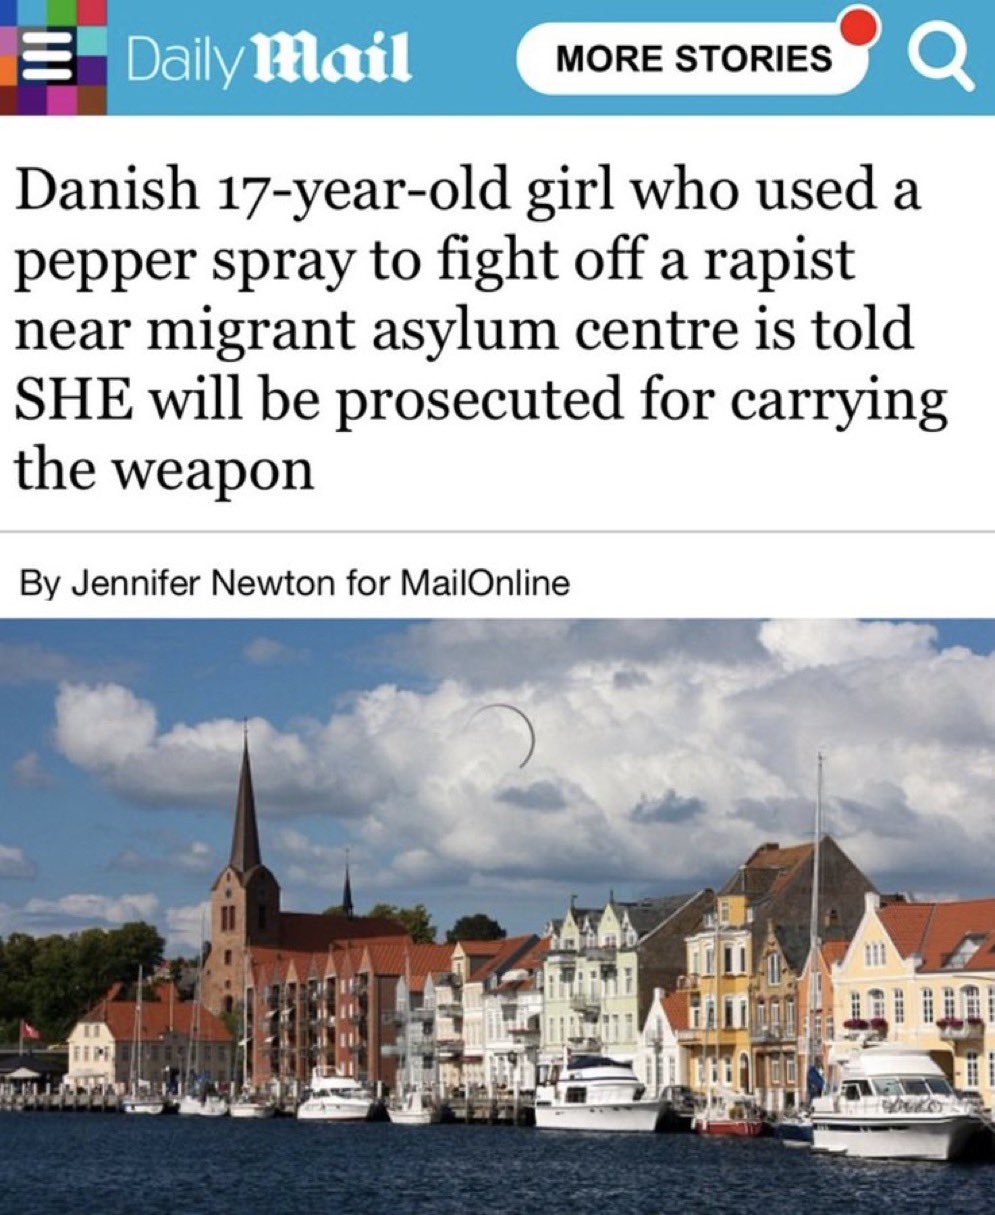 Daily Mail
MORE STORIES
Danish 17-year-old girl who used a
pepper spray to fight off a rapist
near migrant asylum centre is told
SHE will be prosecuted for carrying
the weapon
By Jennifer Newton for MailOnline